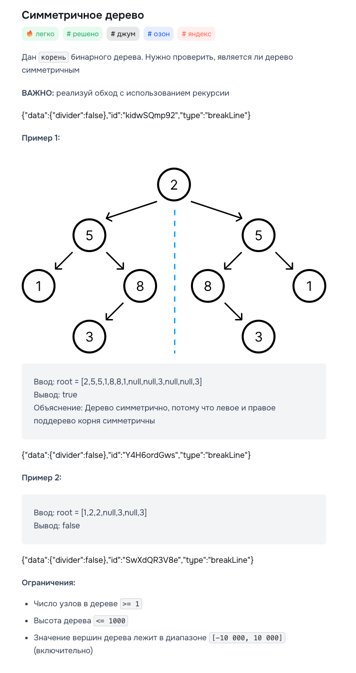 Симметричное дерево
🔥 легко # решено # джум # озон # яндекс
Дан корень бинарного дерева. Нужно проверить, является ли дерево
симметричным
ВАЖНО: реализуй обход с использованием рекурсии
{"data":{"divider":false},"id":"kidwSQmp92","type":"breakLine"}
Пример 1:
2
5 5
1 8 8 1
3 3
Ввод: root = [2,5,5,1,8,8,1,null,null,3,null,null,3]
Вывод: true
Объяснение: Дерево симметрично, потому что левое и правое
поддерево корня симметричны
{"data":{"divider":false},"id":"Y4H6ordGws","type":"breakLine"}
Пример 2:
Ввод: root = [1,2,2,null,3,null,3]
Вывод: false
{"data":{"divider":false},"id":"SwXdQR3V8e","type":"breakLine"}
Ограничения:
• Число узлов в дереве >= 1
• Высота дерева <= 1000
• Значение вершин дерева лежит в диапазоне [-10 000, 10 000]
(включительно)